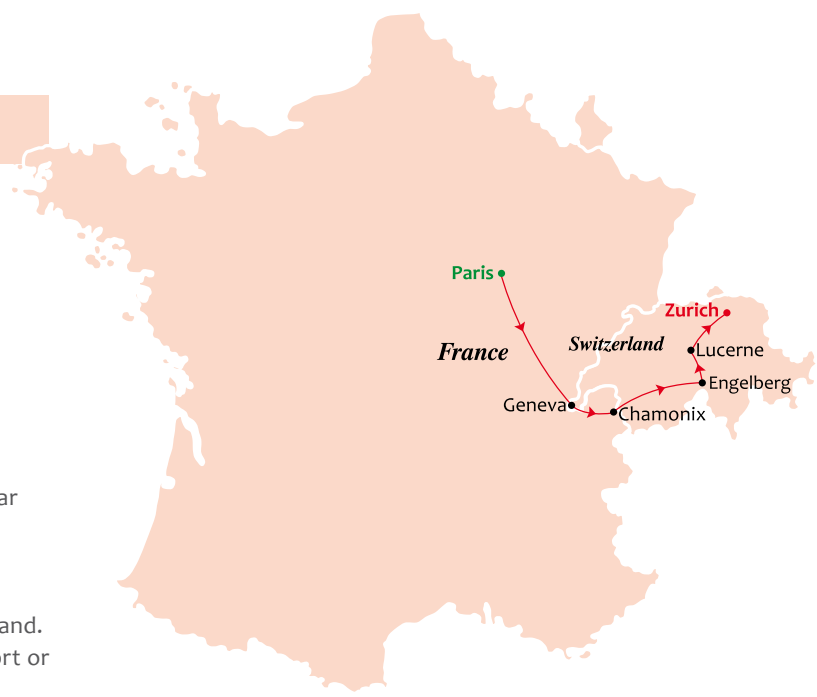 Paris
Zurich
Switzerland
France
Lucerne
Engelberg
Geneva
Chamonix
ar
and.
ort or